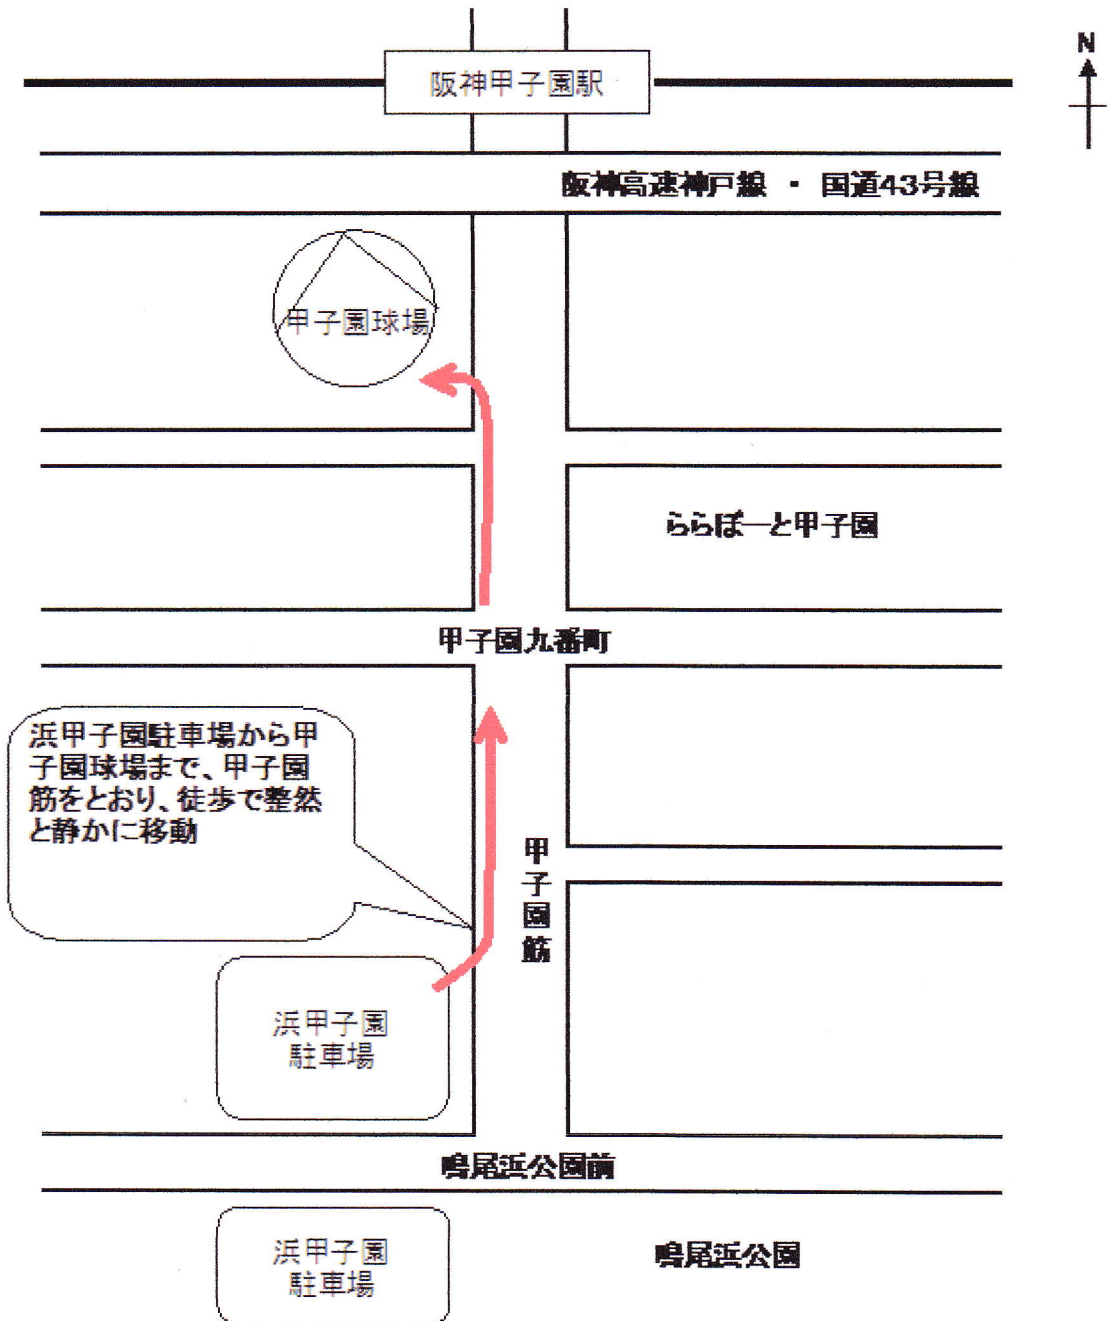 N
阪神甲子園駅
阪神高速神戸線 ・ 国道43号線
甲子園球場
ららぽーと甲子園
甲子園九番町
浜甲子園駐車場から甲
子園球場まで、甲子園
筋をとおり、徒歩で整然
と静かに移動
甲子園筋
浜甲子園
駐車場
鳴尾浜公園前
浜甲子園
駐車場
鳴尾浜公園